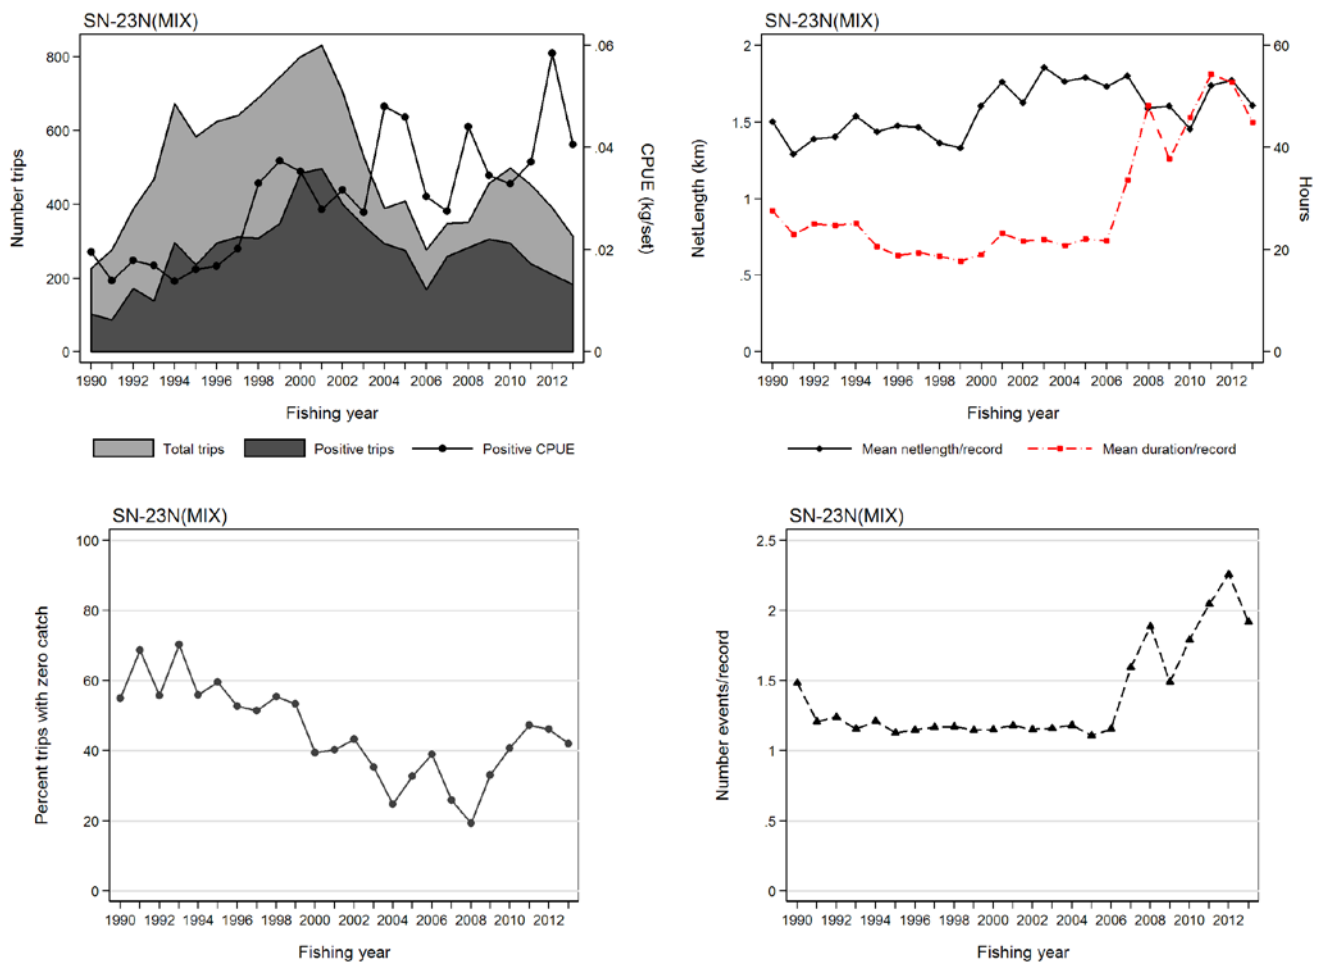 SN-23N(MIX)
800
600
400
200
0
Number trips
.06
.04
.02
0
CPUE (kg/set)
1990 1992 1994 1996 1998 2000 2002 2004 2006 2008 2010 2012
Fishing year
Total trips Positive trips Positive CPUE
SN-23N(MIX)
2
1.5
1
.5
0
NetLength (km)
60
40
20
0
Hours
1990 1992 1994 1996 1998 2000 2002 2004 2006 2008 2010 2012
Fishing year
Mean netlength/record Mean duration/record
SN-23N(MIX)
100
80
60
40
20
0
Percent trips with zero catch
1990 1992 1994 1996 1998 2000 2002 2004 2006 2008 2010 2012
Fishing year
SN-23N(MIX)
2.5
2
1.5
1
.5
0
Number events/record
1990 1992 1994 1996 1998 2000 2002 2004 2006 2008 2010 2012
Fishing year